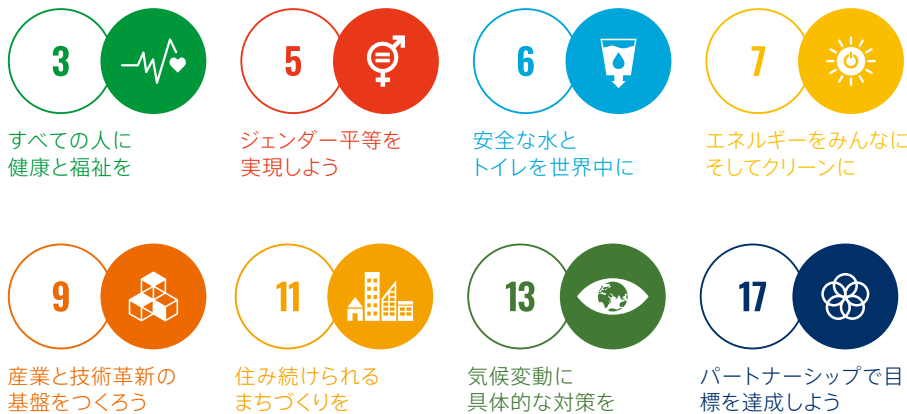 3
5
6
7
すべての人に
健康と福祉を
ジェンダー平等を
実現しよう
安全な水と
トイレを世界中に
エネルギーをみんなに
そしてクリーンに
9
11
13
17
産業と技術革新の
基盤をつくろう
住み続けられる
まちづくりを
気候変動に
具体的な対策を
パートナーシップで目
標を達成しよう